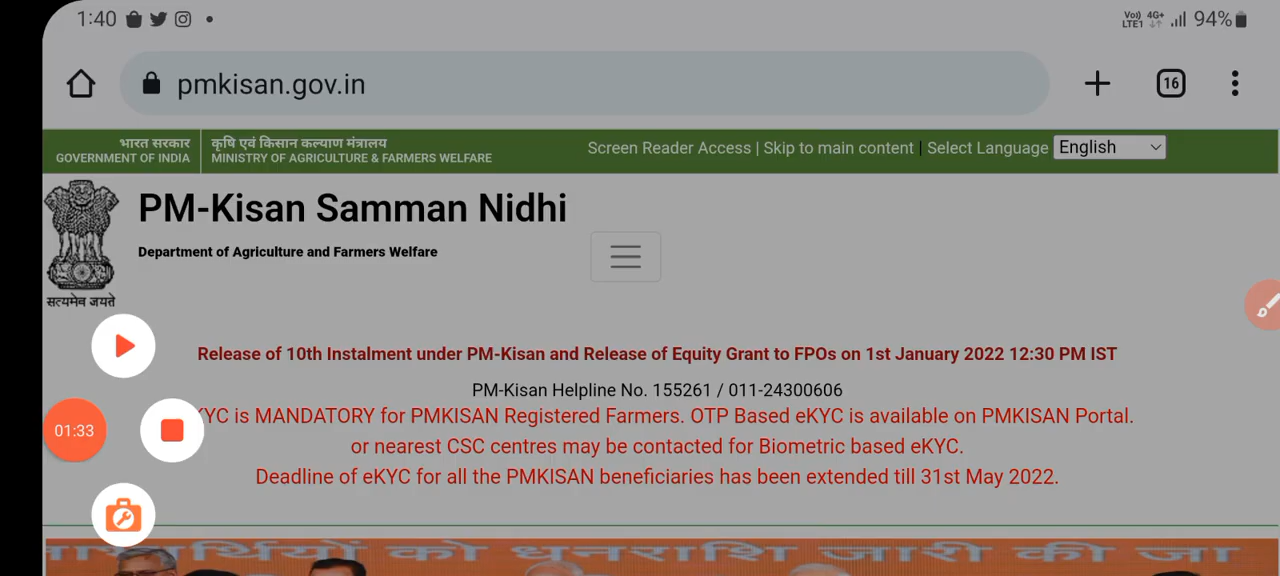 1:40
Vo) 4G+ LTE1 94%
pmkisan.gov.in
16
भारत सरकार
GOVERNMENT OF INDIA
कृषि एवं किसान कल्याण मंत्रालय
MINISTRY OF AGRICULTURE & FARMERS WELFARE
Screen Reader Access | Skip to main content | Select Language English
PM-Kisan Samman Nidhi
Department of Agriculture and Farmers Welfare
सत्यमेव जयते
Release of 10th Instalment under PM-Kisan and Release of Equity Grant to FPOs on 1st January 2022 12:30 PM IST
PM-Kisan Helpline No. 155261 / 011-24300606
YC is MANDATORY for PMKISAN Registered Farmers. OTP Based eKYC is available on PMKISAN Portal.
01:33
or nearest CSC centres may be contacted for Biometric based eKYC.
Deadline of eKYC for all the PMKISAN beneficiaries has been extended till 31st May 2022.
को धनराशि जारी की जा